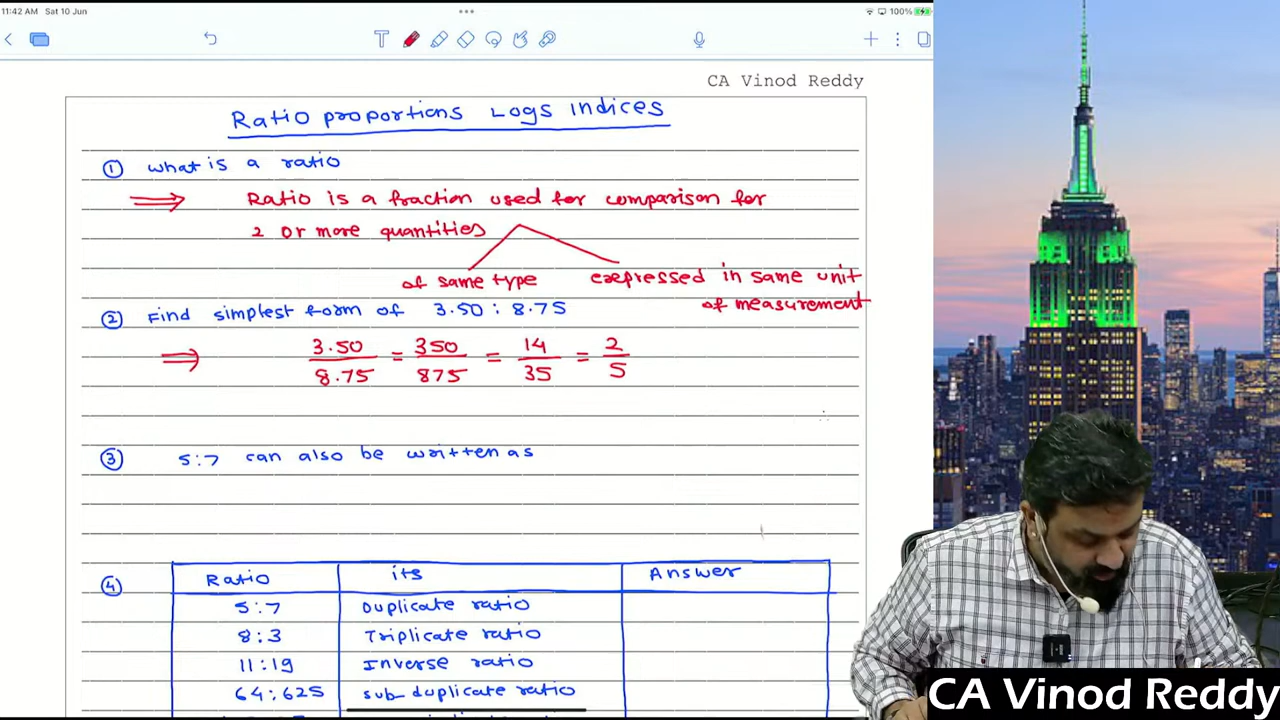 11:42 AM Sat 10 Jun
100%
CA Vinod Reddy
Ratio proportions Logs Indices
① What is a ratio
⇒ Ratio is a fraction used for comparison for
2 or more quantities
of same type
expressed in same unit
of measurement
② Find simplest form of 3.50 : 8.75
⇒ 3.50/8.75 = 350/875 = 14/35 = 2/5
③ 5:7 can also be written as
④ Ratio its Answer
5:7 Duplicate ratio
8:3 Triplicate ratio
11:19 Inverse ratio
64:625 sub-duplicate ratio
CA Vinod Reddy